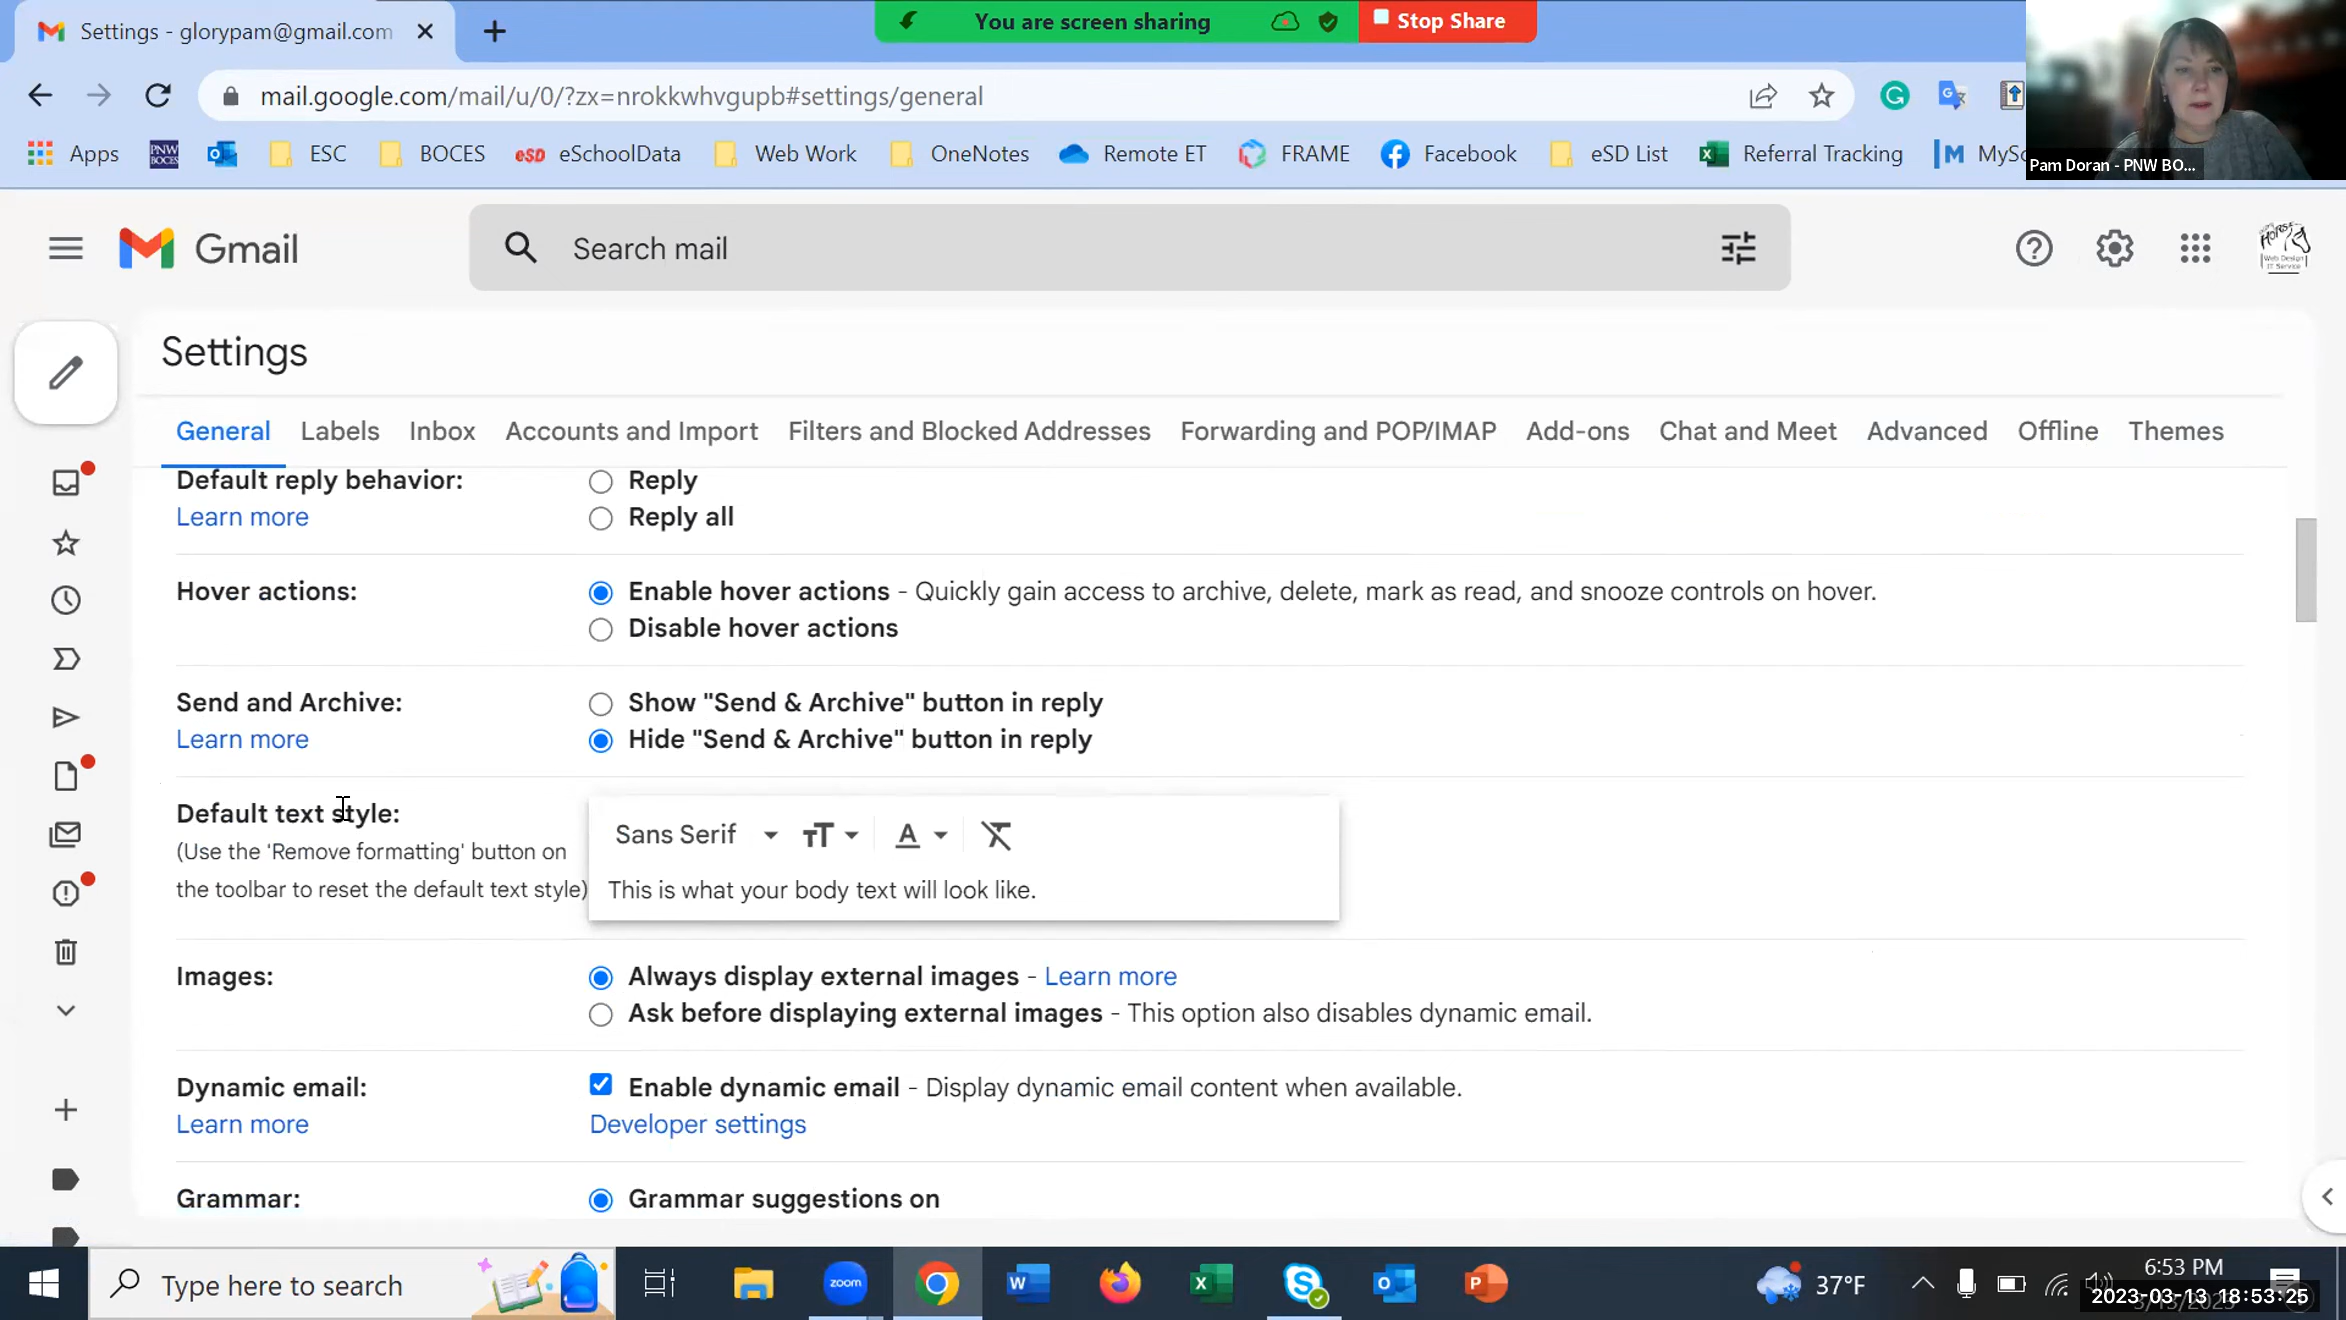 Settings - glorypam@gmail.com
You are screen sharing
Stop Share
mail.google.com/mail/u/0/?zx=nrokkwhvgupb#settings/general
Apps
PNW BOCES
ESC
BOCES
eSD eSchoolData
Web Work
OneNotes
Remote ET
FRAME
Facebook
eSD List
Referral Tracking
Pam Doran - PNW BO...
Gmail
Search mail
HORSE
Web Design
IT Service
Settings
General
Labels
Inbox
Accounts and Import
Filters and Blocked Addresses
Forwarding and POP/IMAP
Add-ons
Chat and Meet
Advanced
Offline
Themes
Default reply behavior:
Learn more
Reply
Reply all
Hover actions:
Enable hover actions - Quickly gain access to archive, delete, mark as read, and snooze controls on hover.
Disable hover actions
Send and Archive:
Learn more
Show "Send & Archive" button in reply
Hide "Send & Archive" button in reply
Default text style:
(Use the 'Remove formatting' button on
the toolbar to reset the default text style)
Sans Serif
This is what your body text will look like.
Images:
Always display external images - Learn more
Ask before displaying external images - This option also disables dynamic email.
Dynamic email:
Learn more
Enable dynamic email - Display dynamic email content when available.
Developer settings
Grammar:
Grammar suggestions on
Type here to search
zoom
37°F
6:53 PM
2023-03-13 18:53:25